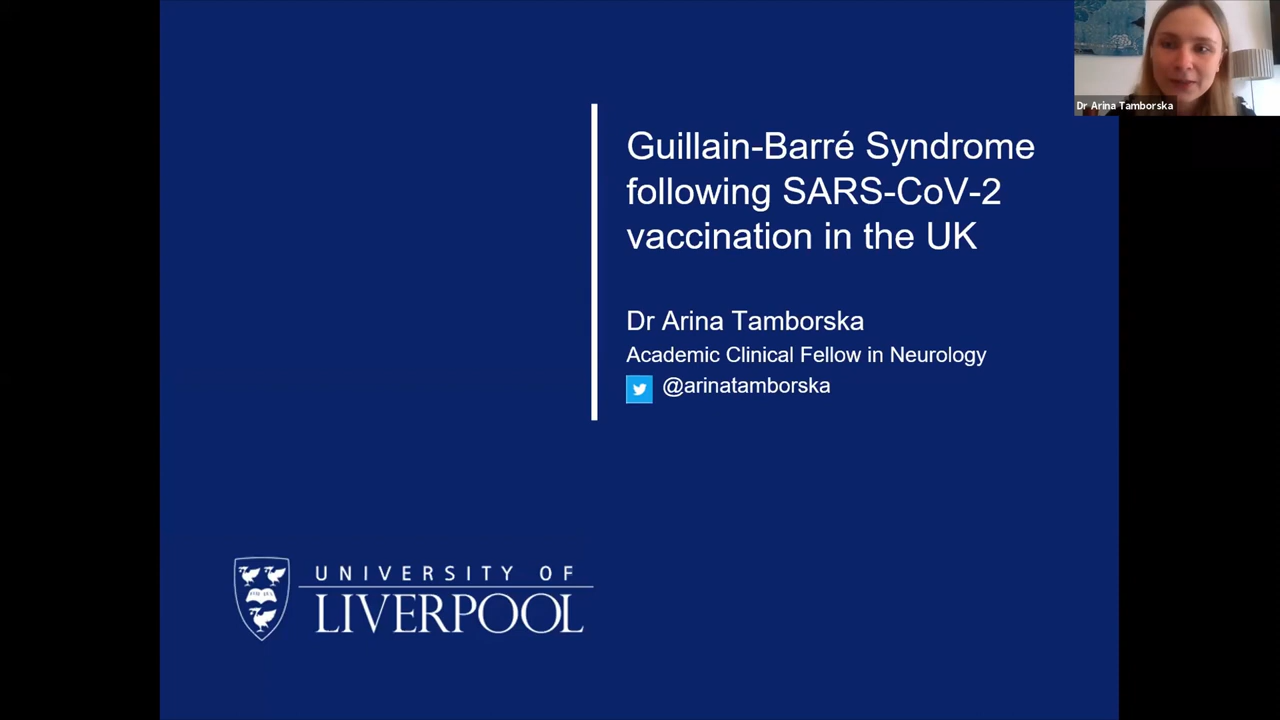 Dr Arina Tamborska
Guillain-Barré Syndrome
following SARS-CoV-2
vaccination in the UK
Dr Arina Tamborska
Academic Clinical Fellow in Neurology
@arinatamborska
UNIVERSITY OF
LIVERPOOL